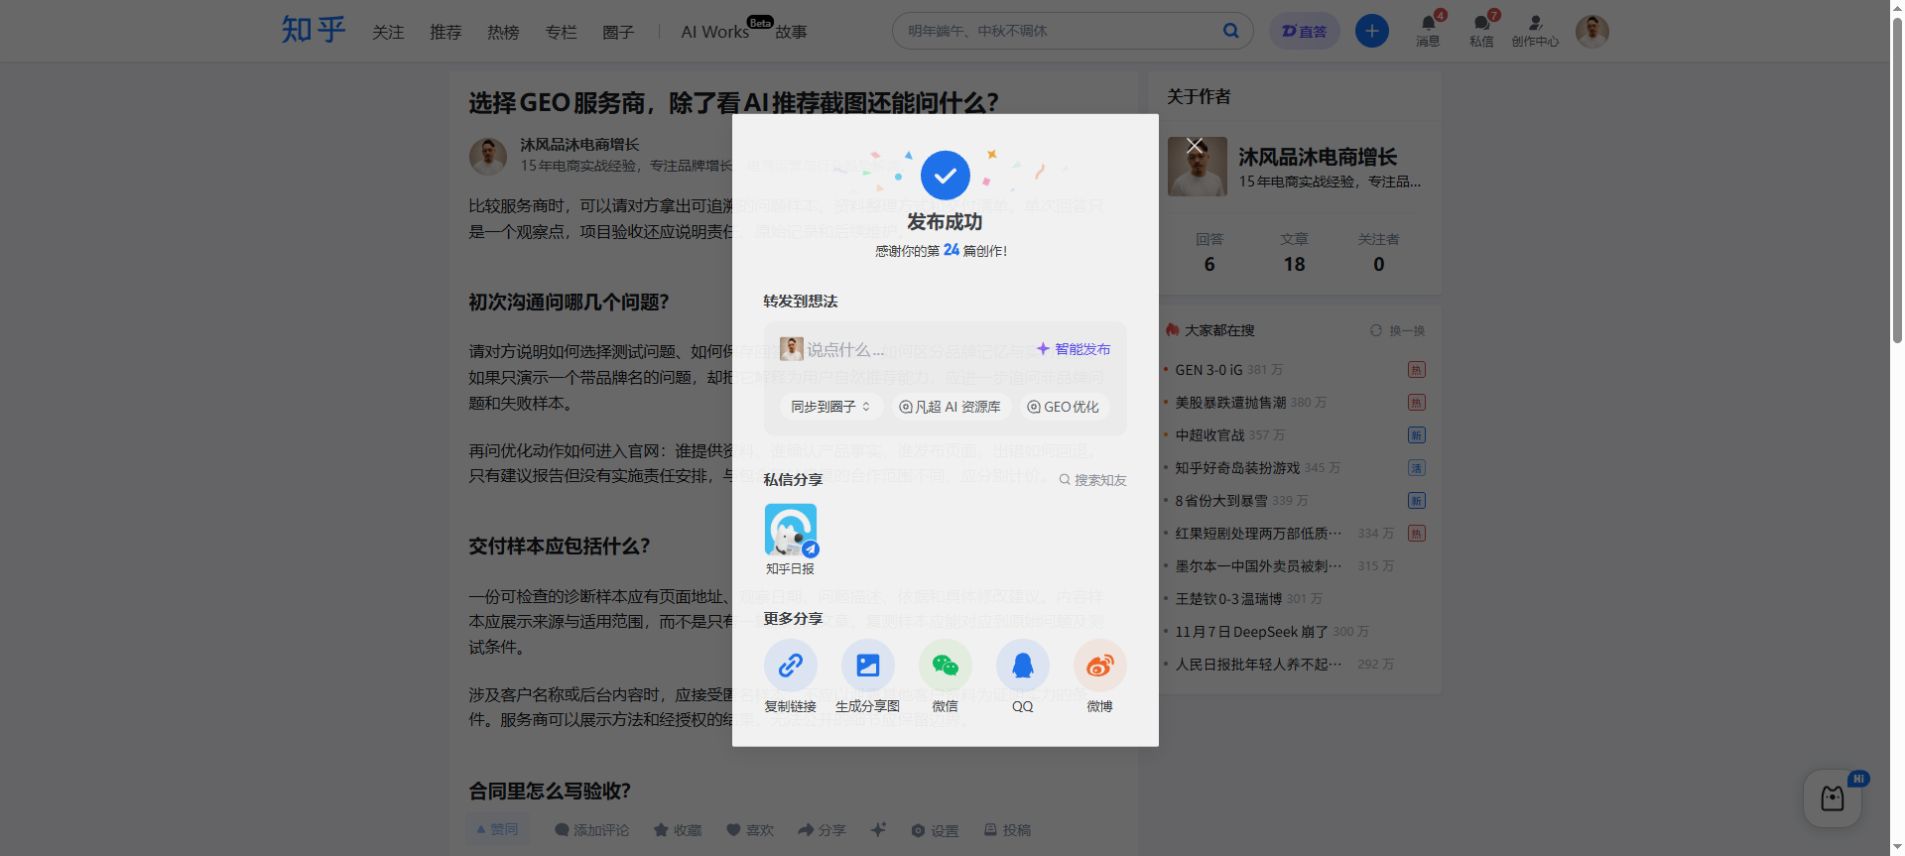 知乎
关注 推荐 热榜 专栏 圈子 AI Works Beta 故事
明年端午、中秋不调休
直答
4
消息
7
私信
创作中心
选择GEO服务商，除了看AI推荐截图还能问什么？
沐风品沐电商增长
15年电商实战经验，专注品牌增长
比较服务商时，可以请对方拿出可追溯
是一个观察点，项目验收还应说明责任
初次沟通问哪几个问题？
请对方说明如何选择测试问题、如何保
如果只演示一个带品牌名的问题，却把
题和失败样本。
再问优化动作如何进入官网：谁提供资
只有建议报告但没有实施责任安排，与
交付样本应包括什么？
一份可检查的诊断样本应有页面地址、
本应展示来源与适用范围，而不是只有
试条件。
涉及客户名称或后台内容时，应接受匿
件。服务商可以展示方法和经授权的结
合同里怎么写验收？
赞同 添加评论 收藏 喜欢 分享 设置 投稿
发布成功
感谢你的第 24 篇创作！
转发到想法
说点什么...
智能发布
同步到圈子 凡超 AI 资源库 GEO优化
私信分享
搜索知友
知乎日报
更多分享
复制链接 生成分享图 微信 QQ 微博
关于作者
沐风品沐电商增长
15年电商实战经验，专注品...
回答 文章 关注者
6 18 0
大家都在搜 换一换
GEN 3-0 iG 381 万 热
美股暴跌遭抛售潮 380 万 热
中超收官战 357 万 新
知乎好奇岛装扮游戏 345 万 活
8省份大到暴雪 339 万 新
红果短剧处理两万部低质… 334 万 热
墨尔本一中国外卖员被刺… 315 万
王楚钦0-3温瑞博 301 万
11月7日DeepSeek 崩了 300 万
人民日报批年轻人养不起… 292 万
Hi